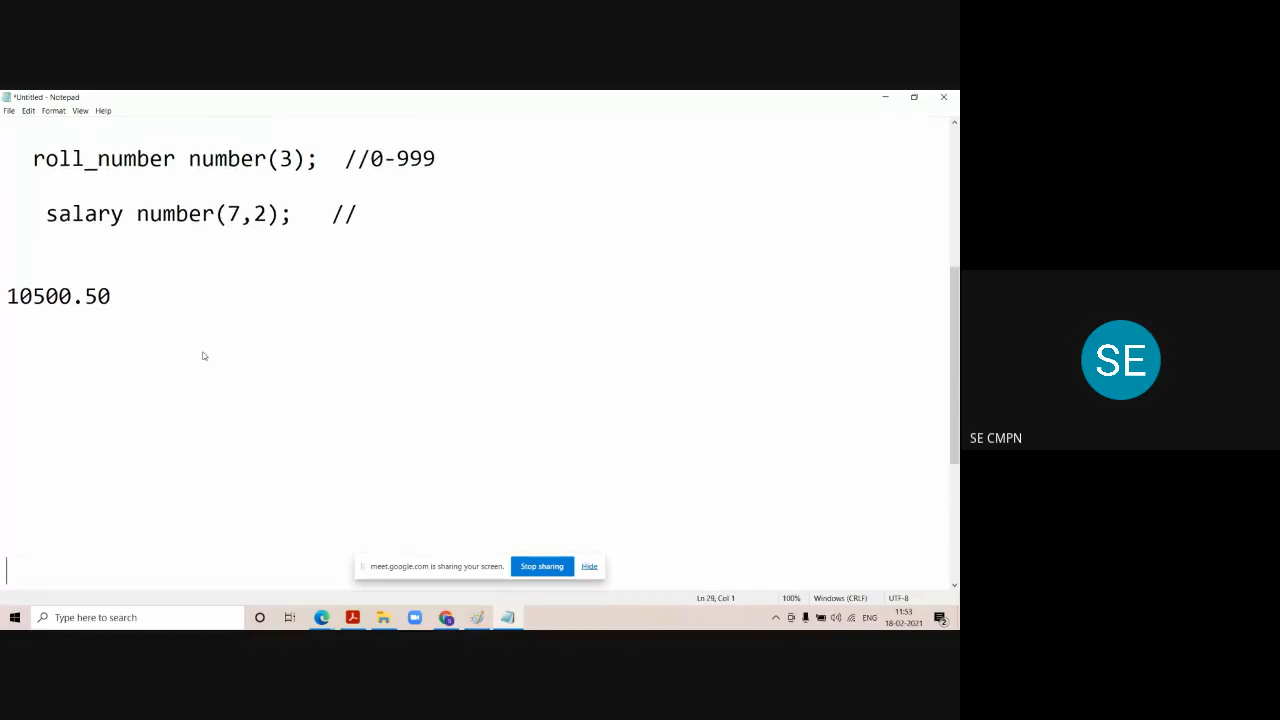 *Untitled - Notepad
File Edit Format View Help
roll_number number(3); //0-999
salary number(7,2); //
10500.50
SE
SE CMPN
meet.google.com is sharing your screen. Stop sharing Hide
Ln 29, Col 1 100% Windows (CRLF) UTF-8
Type here to search
ENG
11:53
18-02-2021
2